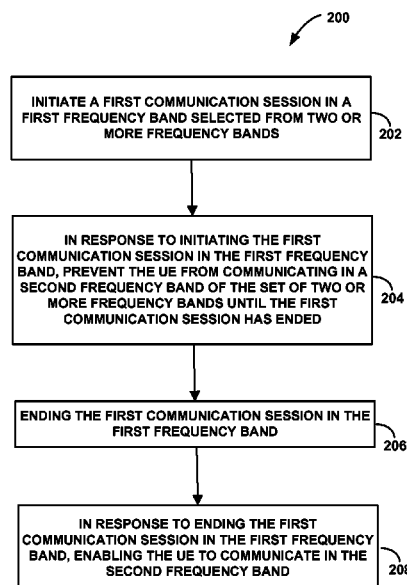 200
INITIATE A FIRST COMMUNICATION SESSION IN A
FIRST FREQUENCY BAND SELECTED FROM TWO OR
MORE FREQUENCY BANDS
202
IN RESPONSE TO INITIATING THE FIRST
COMMUNICATION SESSION IN THE FIRST FREQUENCY
BAND, PREVENT THE UE FROM COMMUNICATING IN A
SECOND FREQUENCY BAND OF THE SET OF TWO OR
MORE FREQUENCY BANDS UNTIL THE FIRST
COMMUNICATION SESSION HAS ENDED
204
ENDING THE FIRST COMMUNICATION SESSION IN THE
FIRST FREQUENCY BAND
206
IN RESPONSE TO ENDING THE FIRST
COMMUNICATION SESSION IN THE FIRST FREQUENCY
BAND, ENABLING THE UE TO COMMUNICATE IN THE
SECOND FREQUENCY BAND
208